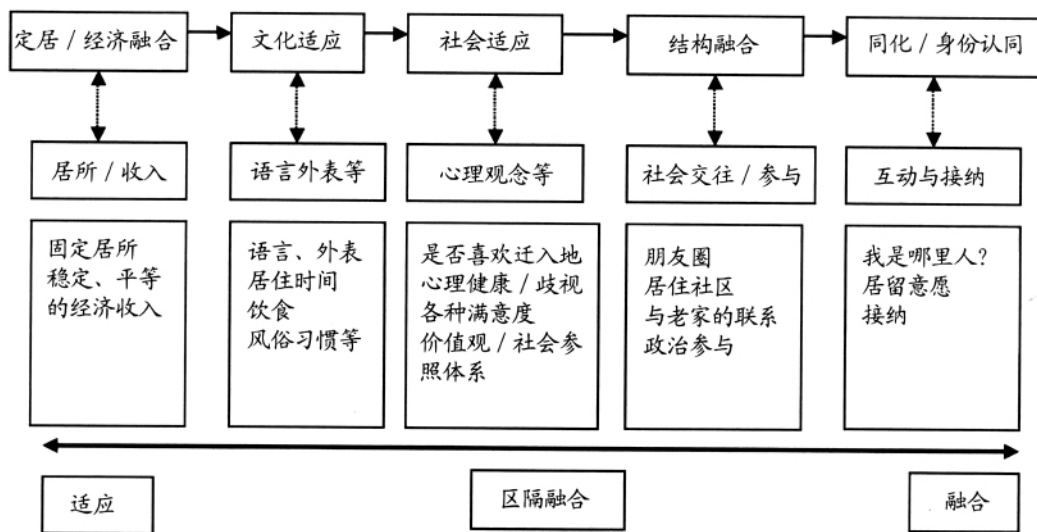 定居 / 经济融合
文化适应
社会适应
结构融合
同化 / 身份认同
居所 / 收入
语言外表等
心理观念等
社会交往 / 参与
互动与接纳
固定居所
稳定、平等
的经济收入
语言、外表
居住时间
饮食
风俗习惯等
是否喜欢迁入地
心理健康 / 歧视
各种满意度
价值观 / 社会参
照体系
朋友圈
居住社区
与老家的联系
政治参与
我是哪里人?
居留意愿
接纳
适应
区隔融合
融合